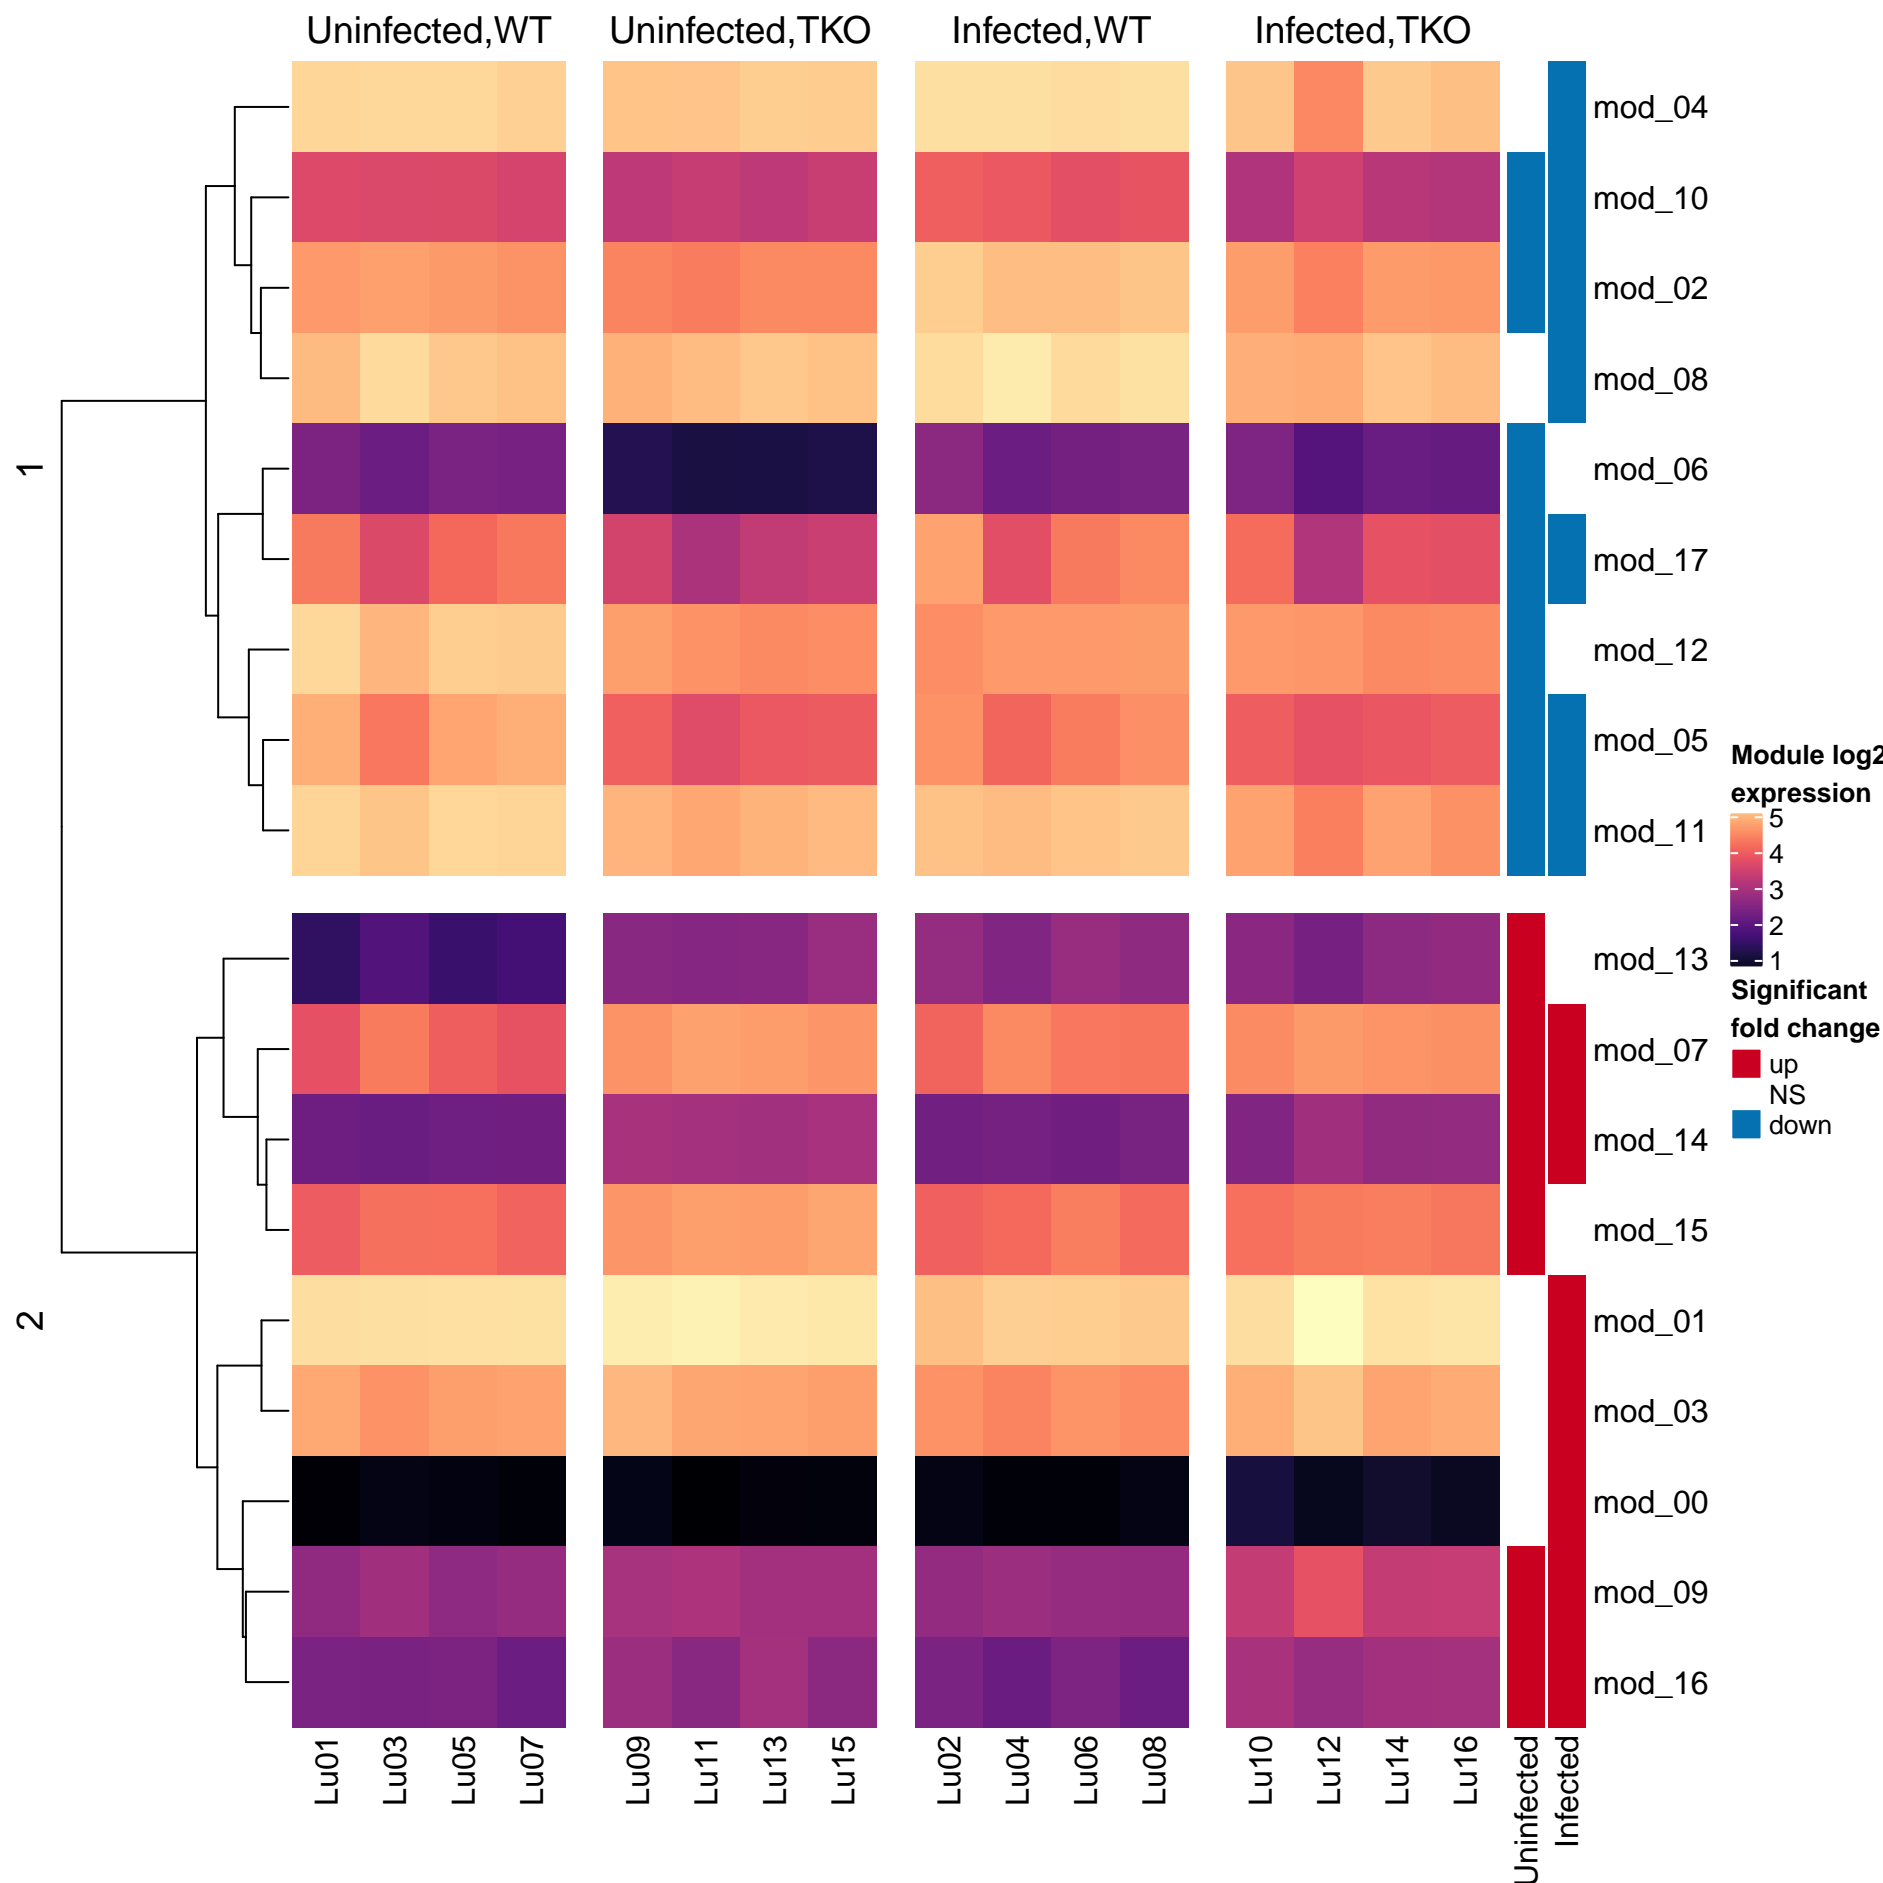 Uninfected,WT
Uninfected,TKO
Infected,WT
Infected,TKO
mod_04
mod_10
mod_02
mod_08
1
mod_06
mod_17
mod_12
mod_05
mod_11
mod_13
mod_07
mod_14
mod_15
2
mod_01
mod_03
mod_00
mod_09
mod_16
Module log2
expression
5
4
3
2
1
Significant
fold change
up
NS
down
Lu01
Lu03
Lu05
Lu07
Lu09
Lu11
Lu13
Lu15
Lu02
Lu04
Lu06
Lu08
Lu10
Lu12
Lu14
Lu16
Uninfected
Infected